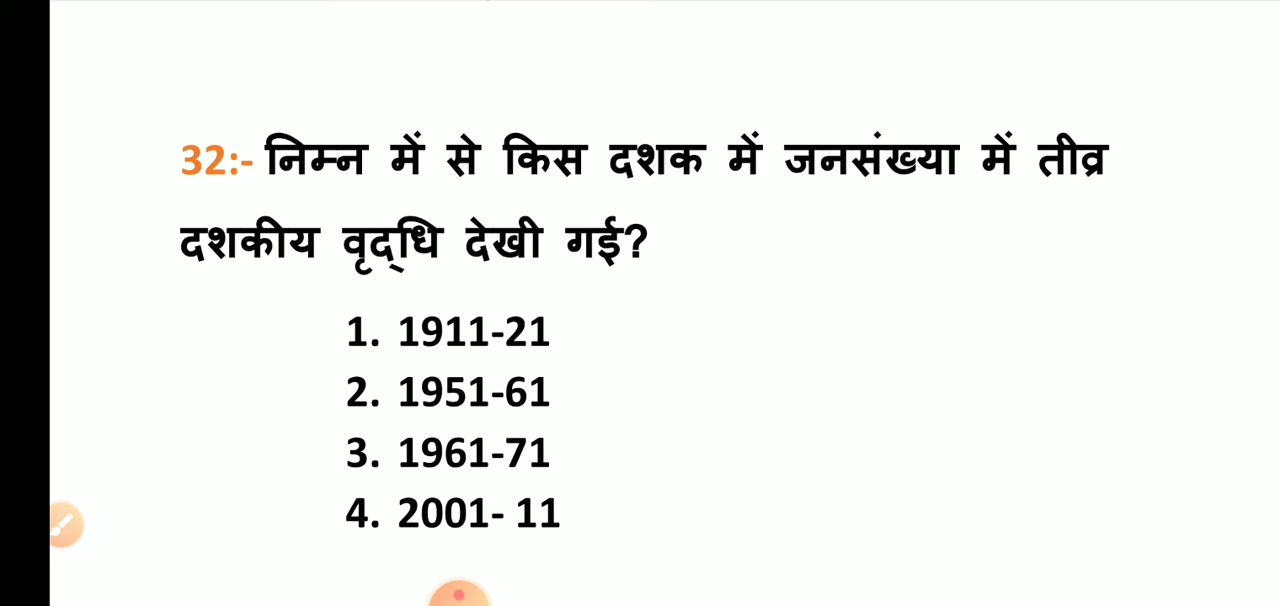 32:- निम्न में से किस दशक में जनसंख्या में तीव्र
दशकीय वृद्धि देखी गई?
1. 1911-21
2. 1951-61
3. 1961-71
4. 2001- 11